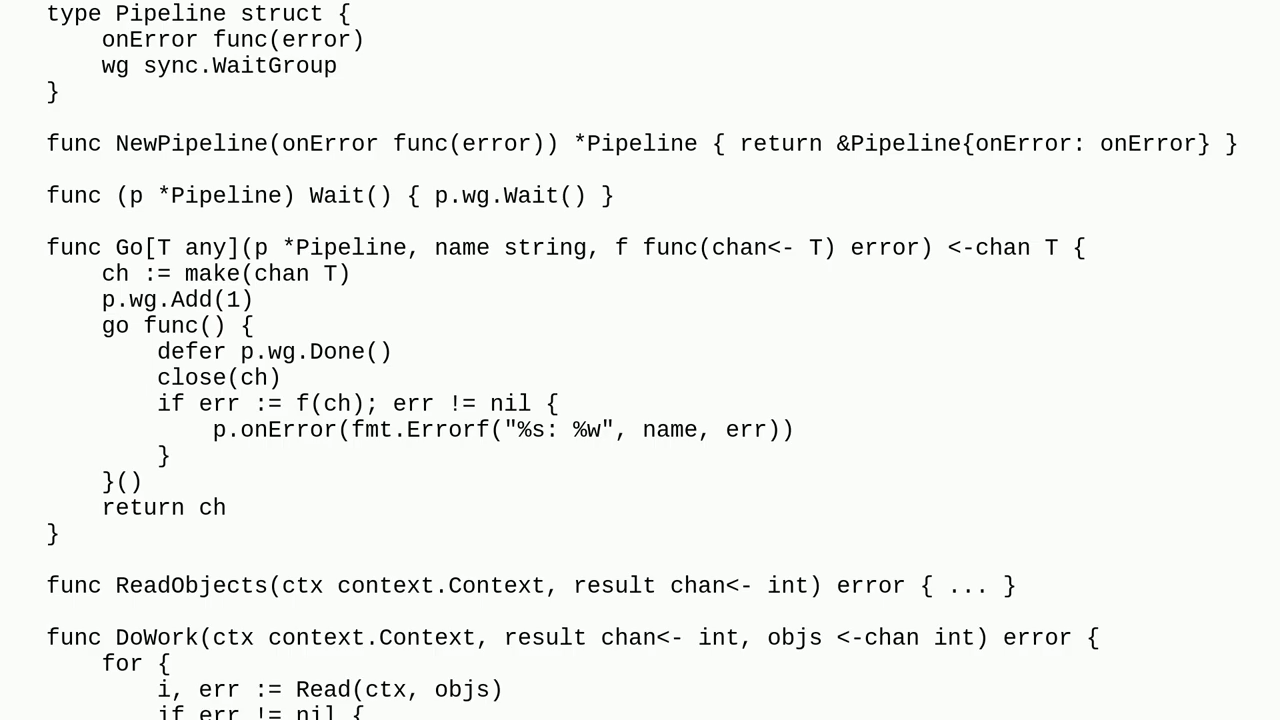 type Pipeline struct {
    onError func(error)
    wg sync.WaitGroup
}

func NewPipeline(onError func(error)) *Pipeline { return &Pipeline{onError: onError} }

func (p *Pipeline) Wait() { p.wg.Wait() }

func Go[T any](p *Pipeline, name string, f func(chan<- T) error) <-chan T {
    ch := make(chan T)
    p.wg.Add(1)
    go func() {
        defer p.wg.Done()
        close(ch)
        if err := f(ch); err != nil {
            p.onError(fmt.Errorf("%s: %w", name, err))
        }
    }()
    return ch
}

func ReadObjects(ctx context.Context, result chan<- int) error { ... }

func DoWork(ctx context.Context, result chan<- int, objs <-chan int) error {
    for {
        i, err := Read(ctx, objs)
        if err != nil {